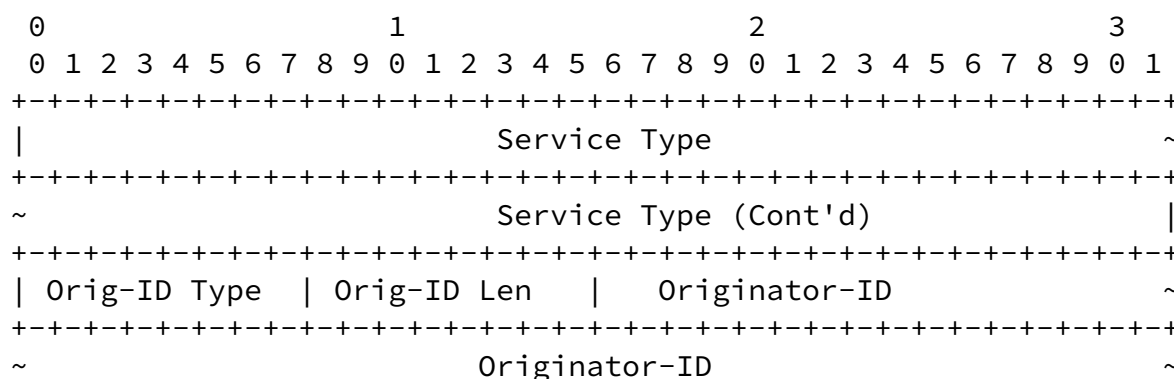 0                   1                   2                   3
 0 1 2 3 4 5 6 7 8 9 0 1 2 3 4 5 6 7 8 9 0 1 2 3 4 5 6 7 8 9 0 1
+-+-+-+-+-+-+-+-+-+-+-+-+-+-+-+-+-+-+-+-+-+-+-+-+-+-+-+-+-+-+-+-+
|                          Service Type                         ~
+-+-+-+-+-+-+-+-+-+-+-+-+-+-+-+-+-+-+-+-+-+-+-+-+-+-+-+-+-+-+-+-+
~                          Service Type (Cont'd)                |
+-+-+-+-+-+-+-+-+-+-+-+-+-+-+-+-+-+-+-+-+-+-+-+-+-+-+-+-+-+-+-+-+
| Orig-ID Type  | Orig-ID Len   |   Originator-ID               ~
+-+-+-+-+-+-+-+-+-+-+-+-+-+-+-+-+-+-+-+-+-+-+-+-+-+-+-+-+-+-+-+-+
~                         Originator-ID                         ~